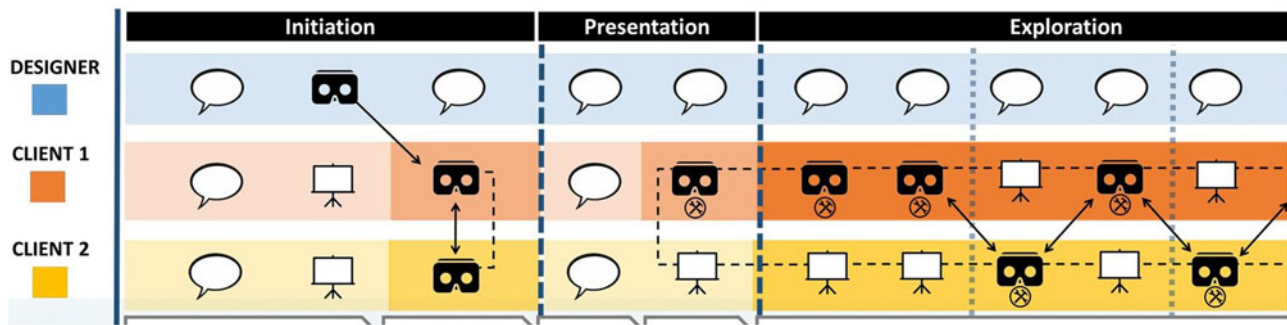 Initiation
Presentation
Exploration
DESIGNER
CLIENT 1
CLIENT 2